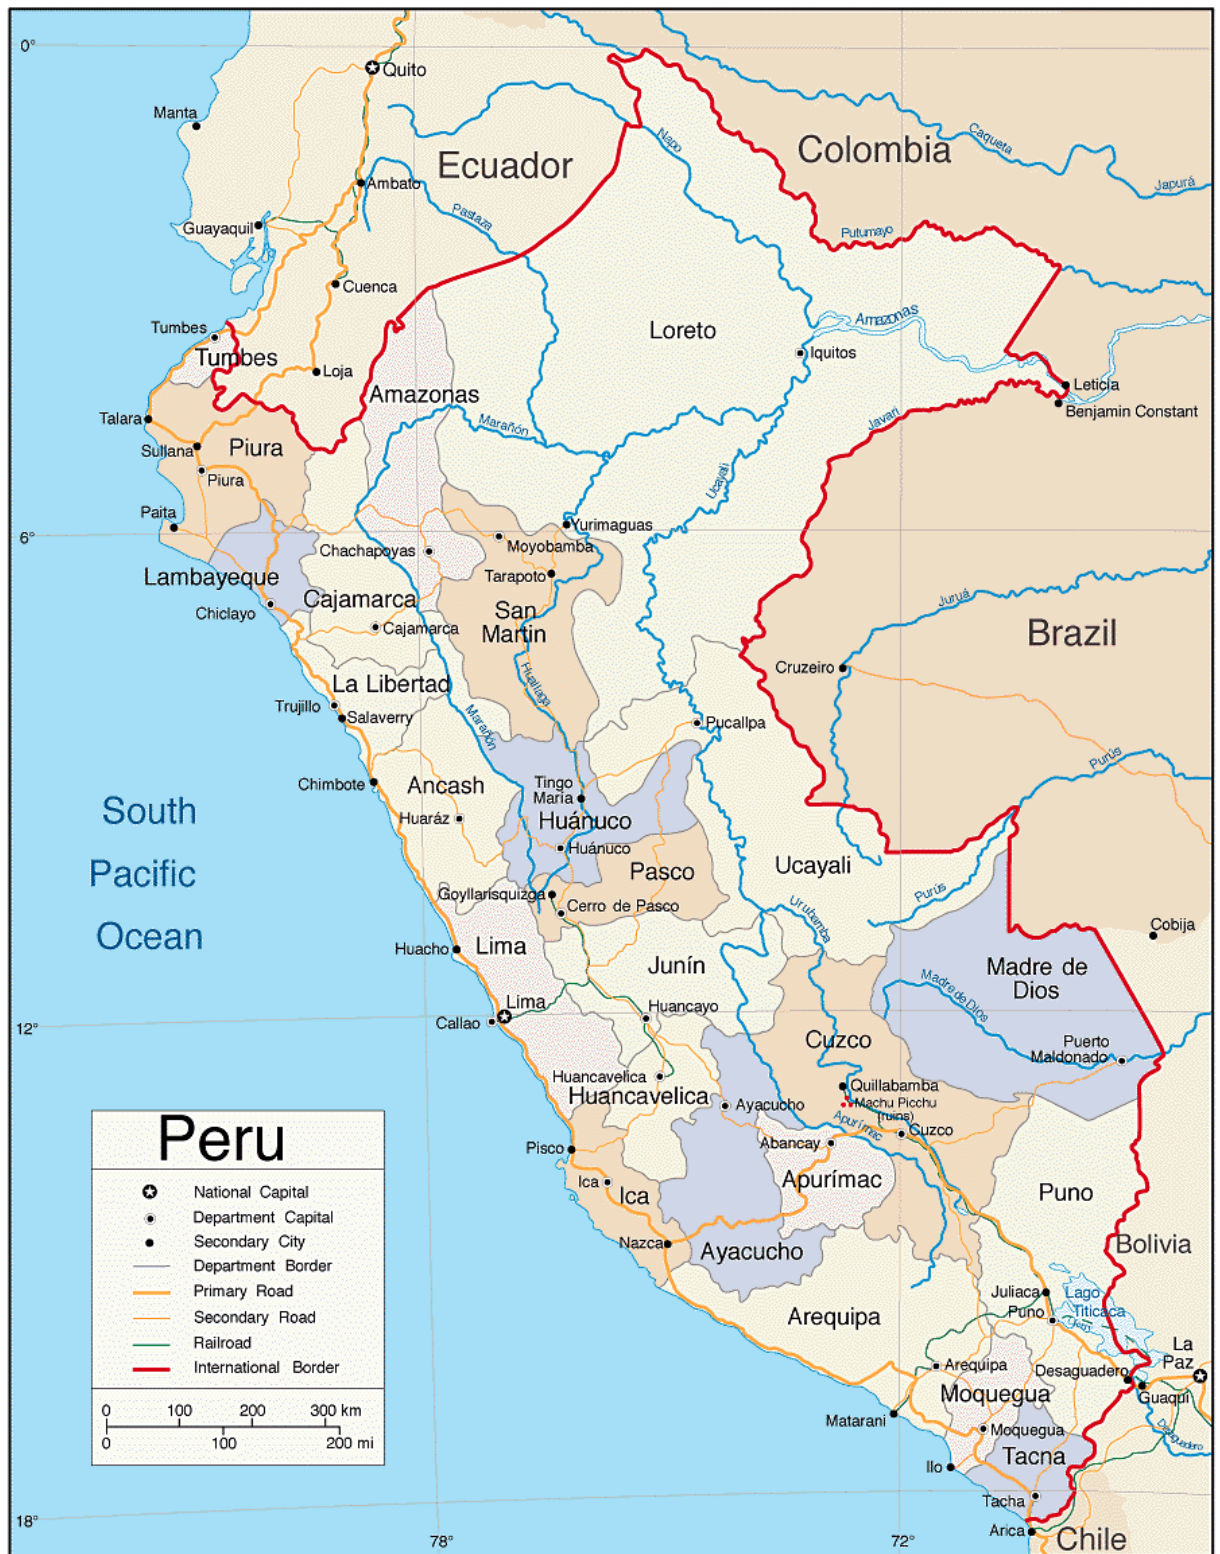 0°
Quito
Manta
Ecuador
Colombia
Napo
Caqueta
Japurá
Ambato
Pastaza
Guayaquil
Putumayo
Cuenca
Tumbes
Tumbes
Loreto
Amazonas
Iquitos
Loja
Amazonas
Leticia
Benjamin Constant
Talara
Marañón
Javari
Sullana
Piura
Piura
Ucayali
Paita
Yurimaguas
6°
Chachapoyas
Moyobamba
Lambayeque
Tarapoto
Chiclayo
Cajamarca
Cajamarca
San
Martin
Juruá
Brazil
Cruzeiro
La Libertad
Huallaga
Trujillo
Salaverry
Marañón
Pucallpa
Purús
Chimbote
Ancash
Tingo
María
South
Pacific
Ocean
Huaráz
Huánuco
Huánuco
Pasco
Ucayali
Goyllarisquizga
Cerro de Pasco
Purús
Urubamba
Cobija
Huacho
Lima
Junín
Madre de
Dios
Madre de Dios
Lima
Callao
Huancayo
12°
Cuzco
Puerto
Maldonado
Huancavelica
Huancavelica
Quillabamba
Machu Picchu
(ruins)
Ayacucho
Apurímac
Cuzco
Pisco
Abancay
Apurímac
Ica
Ica
Puno
Nazca
Ayacucho
Bolivia
Juliaca
Puno
Lago
Titicaca
Ferry
Arequipa
La
Paz
Arequipa
Desaguadero
Guaqui
Moquegua
Matarani
Moquegua
Desaguadero
Tacna
Ilo
Tacha
18°
78°
72°
Arica
Chile
Peru
National Capital
Department Capital
Secondary City
Department Border
Primary Road
Secondary Road
Railroad
International Border
0 100 200 300 km
0 100 200 mi